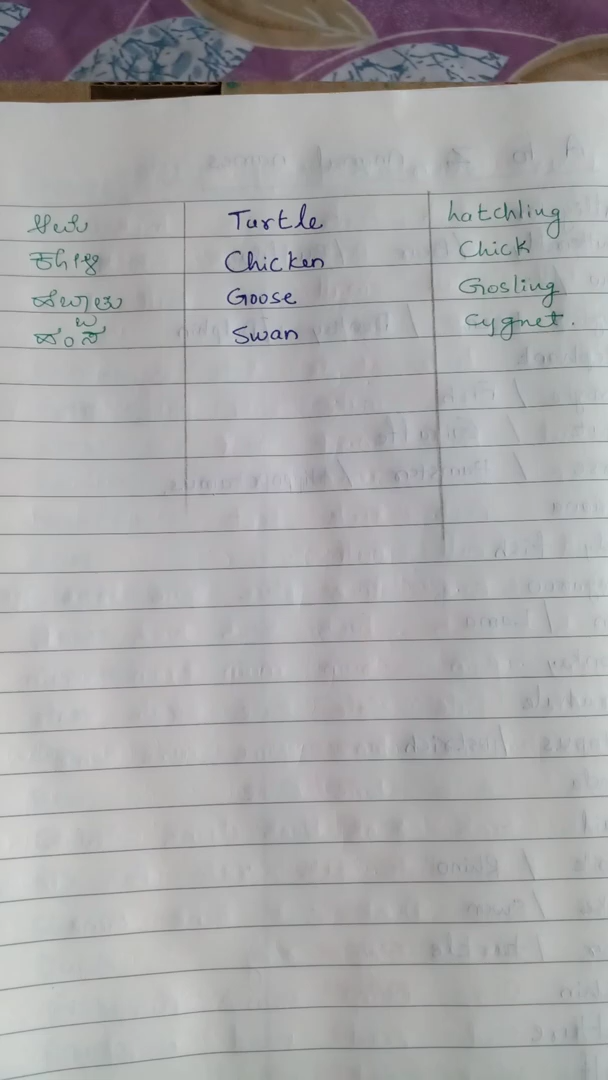 ಆಮೆ Turtle hatchling
ಕೋಳಿ Chicken Chick
Goose Gosling
ಹಂಸ Swan Cygnet.